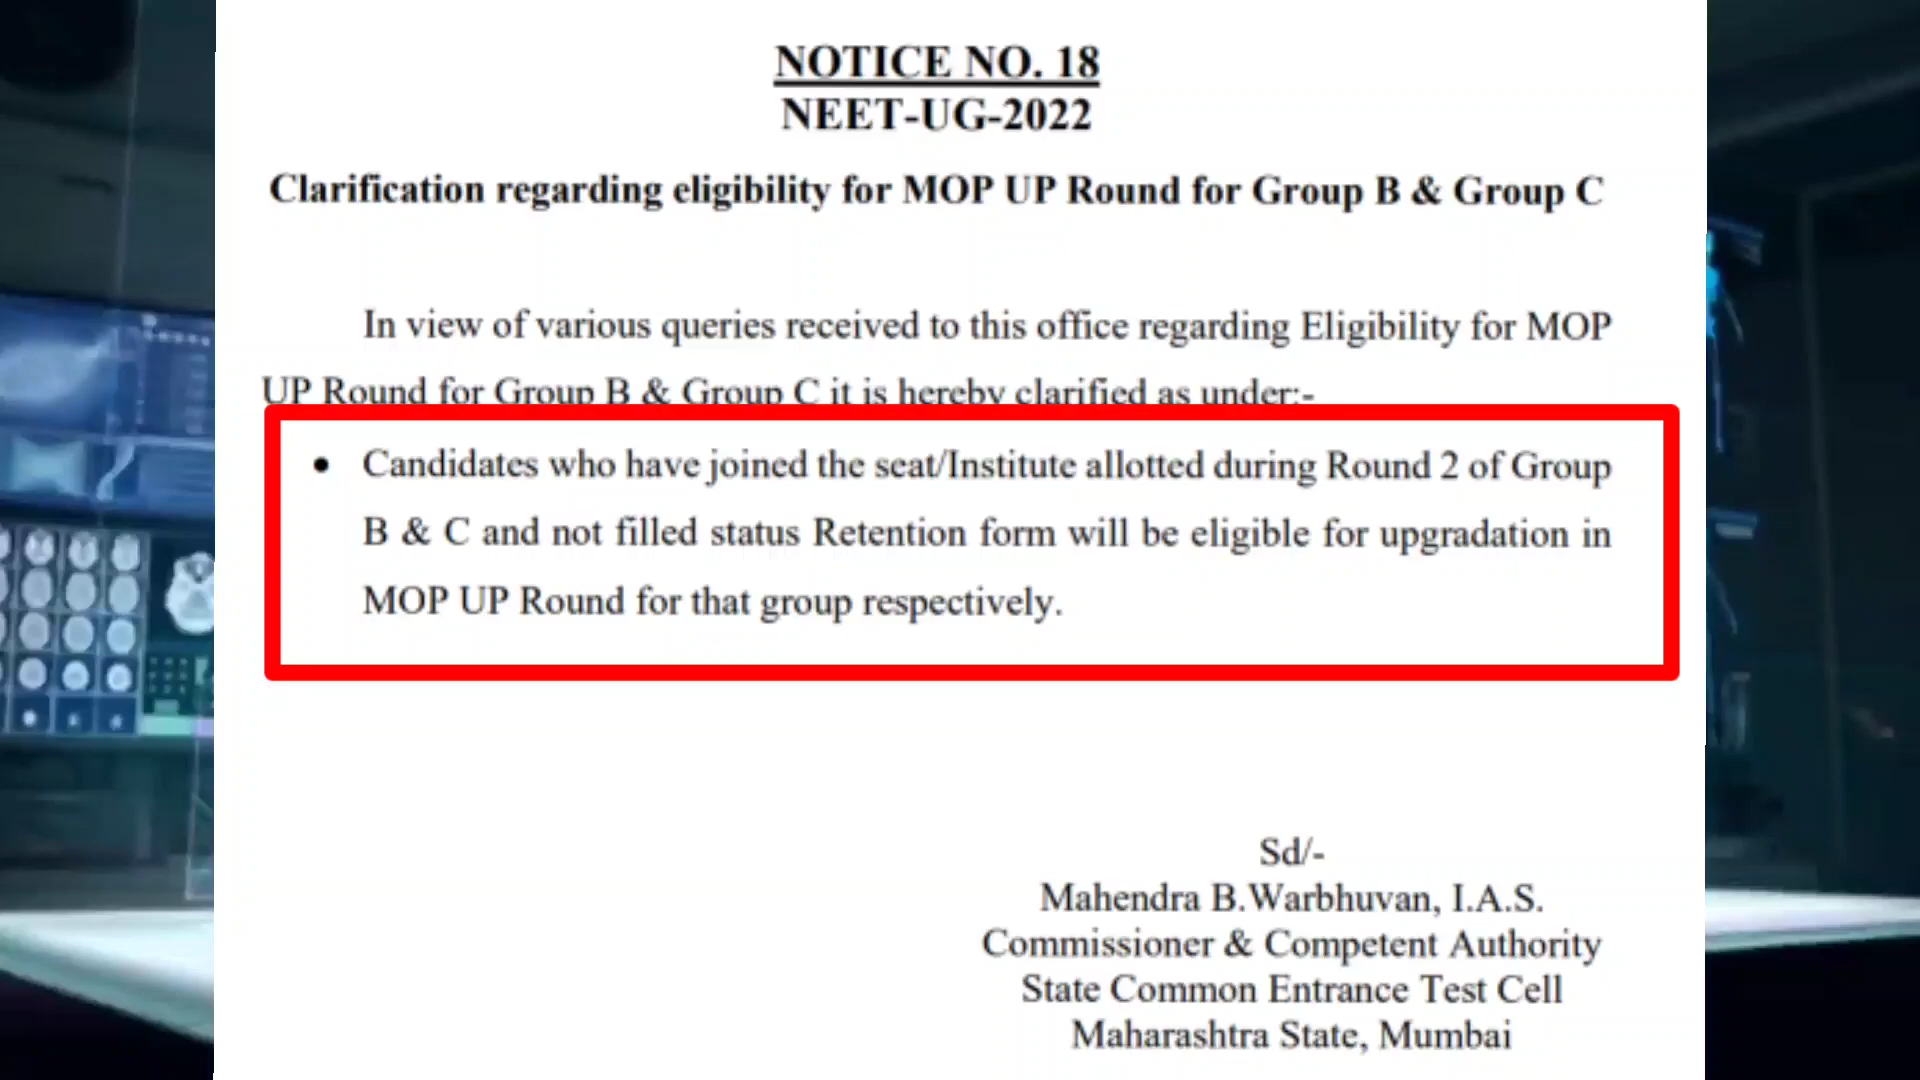 NOTICE NO. 18
NEET-UG-2022
Clarification regarding eligibility for MOP UP Round for Group B & Group C
In view of various queries received to this office regarding Eligibility for MOP
UP Round for Group B & Group C it is hereby clarified as under:-
• Candidates who have joined the seat/Institute allotted during Round 2 of Group
B & C and not filled status Retention form will be eligible for upgradation in
MOP UP Round for that group respectively.
Sd/-
Mahendra B.Warbhuvan, I.A.S.
Commissioner & Competent Authority
State Common Entrance Test Cell
Maharashtra State, Mumbai